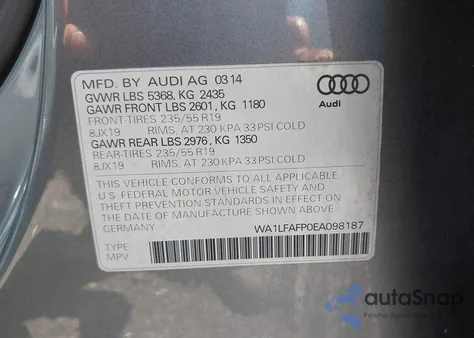 MFD. BY AUDI AG 03 14
GVWR LBS 5368, KG 2435
GAWR FRONT LBS 2601, KG 1180
FRONT-TIRES 235/55 R19
8JX19 RIMS, AT 230 KPA 33 PSI COLD
GAWR REAR LBS 2976, KG 1350
REAR-TIRES 235/55 R19
8JX19 RIMS, AT 230 KPA 33 PSI COLD
Audi
THIS VEHICLE CONFORMS TO ALL APPLICABLE
U.S FEDERAL MOTOR VEHICLE SAFETY AND
THEFT PREVENTION STANDARDS IN EFFECT ON THE
DATE OF MANUFACTURE SHOWN ABOVE
GERMANY
WA1LFAFP0EA098187
TYPE:
MPV
autoSnap